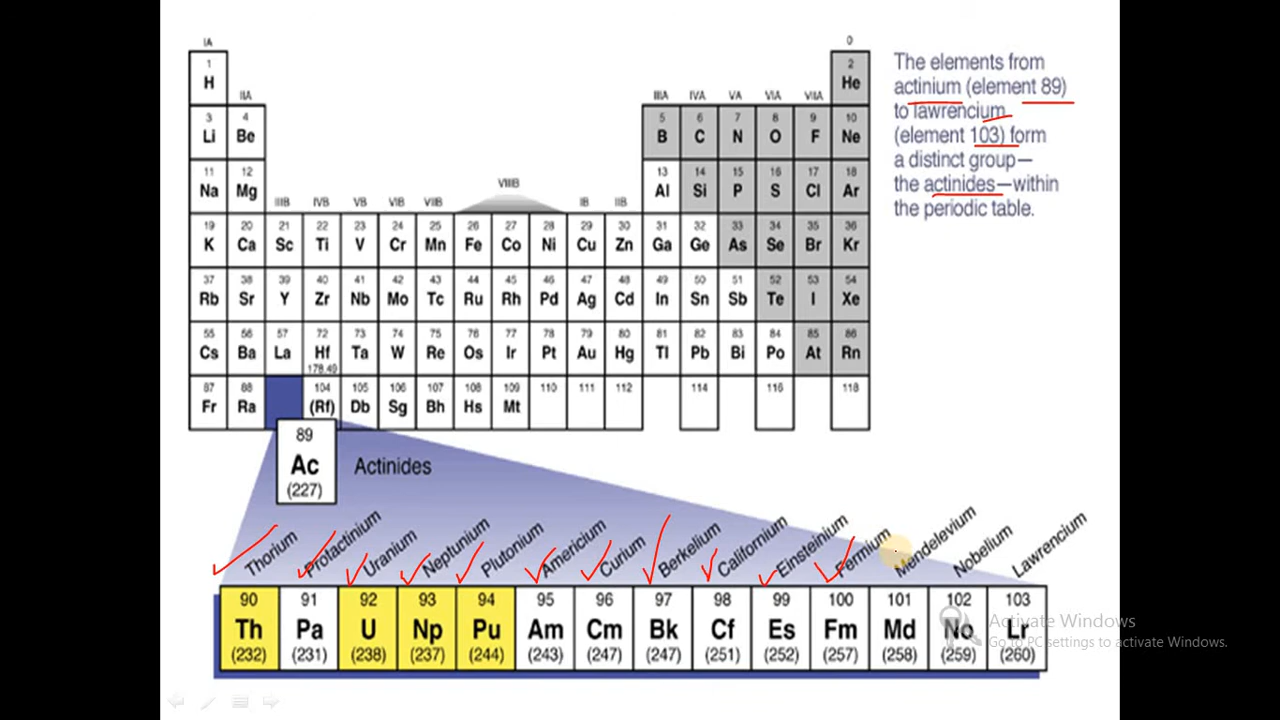 IA
0
1
2
H
He
IIA
IIIA IVA VA VIA VIIA
3 4 5 6 7 8 9 10
Li Be B C N O F Ne
11 12 13 14 15 16 17 18
Na Mg Al Si P S Cl Ar
IIIB IVB VB VIB VIIB VIIIB IB IIB
19 20 21 22 23 24 25 26 27 28 29 30 31 32 33 34 35 36
K Ca Sc Ti V Cr Mn Fe Co Ni Cu Zn Ga Ge As Se Br Kr
37 38 39 40 41 42 43 44 45 46 47 48 49 50 51 52 53 54
Rb Sr Y Zr Nb Mo Tc Ru Rh Pd Ag Cd In Sn Sb Te I Xe
55 56 57 72 73 74 75 76 77 78 79 80 81 82 83 84 85 86
Cs Ba La Hf Ta W Re Os Ir Pt Au Hg Tl Pb Bi Po At Rn
178.49
87 88 104 105 106 107 108 109 110 111 112 114 116 118
Fr Ra (Rf) Db Sg Bh Hs Mt
The elements from
actinium (element 89)
to lawrencium
(element 103) form
a distinct group—
the actinides—within
the periodic table.
89
Ac
(227)
Actinides
Thorium Protactinium Uranium Neptunium Plutonium Americium Curium Berkelium Californium Einsteinium Fermium Mendelevium Nobelium Lawrencium
90 91 92 93 94 95 96 97 98 99 100 101 102 103
Th Pa U Np Pu Am Cm Bk Cf Es Fm Md No Lr
(232) (231) (238) (237) (244) (243) (247) (247) (251) (252) (257) (258) (259) (260)
Activate Windows
Go to PC settings to activate Windows.